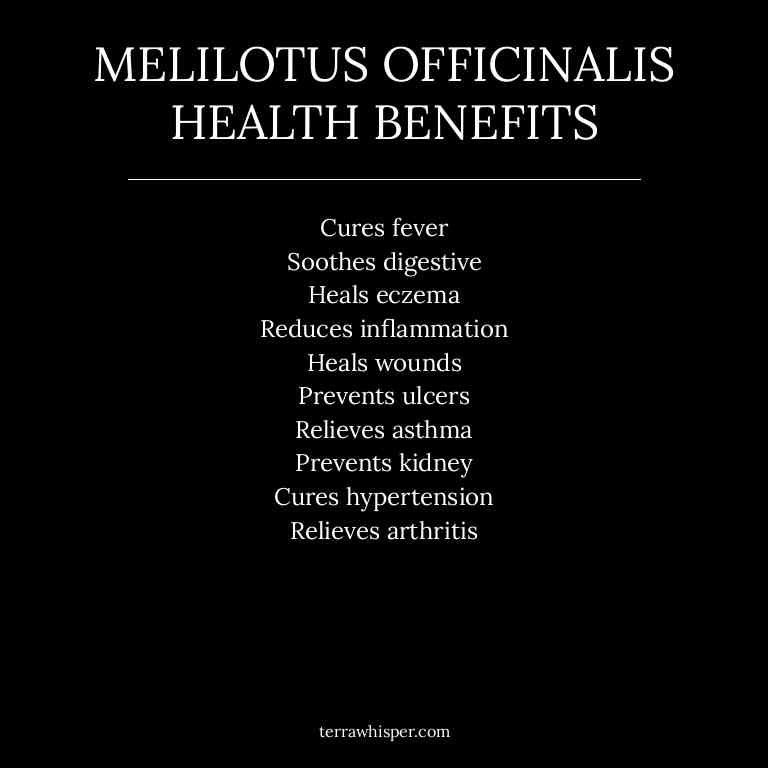 MELILOTUS OFFICINALIS
HEALTH BENEFITS
Cures fever
Soothes digestive
Heals eczema
Reduces inflammation
Heals wounds
Prevents ulcers
Relieves asthma
Prevents kidney
Cures hypertension
Relieves arthritis
terrawhisper.com